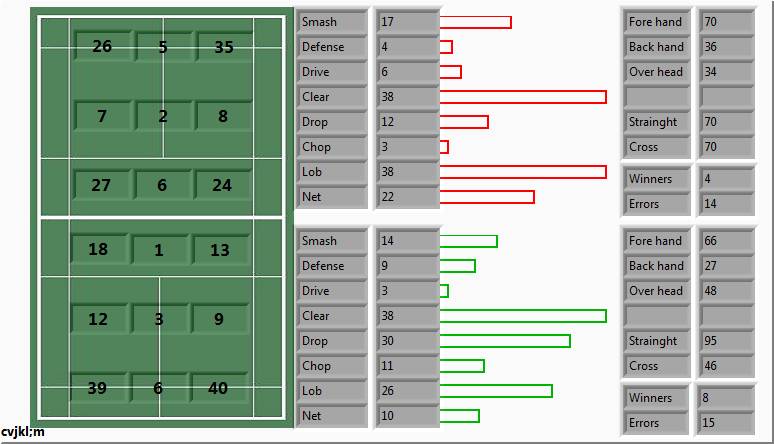 26 5 35
7 2 8
27 6 24
18 1 13
12 3 9
39 6 40
cvjkl;m
Smash 17
Defense 4
Drive 6
Clear 38
Drop 12
Chop 3
Lob 38
Net 22
Smash 14
Defense 9
Drive 3
Clear 38
Drop 30
Chop 11
Lob 26
Net 10
Fore hand 70
Back hand 36
Over head 34
Strainght 70
Cross 70
Winners 4
Errors 14
Fore hand 66
Back hand 27
Over head 48
Strainght 95
Cross 46
Winners 8
Errors 15